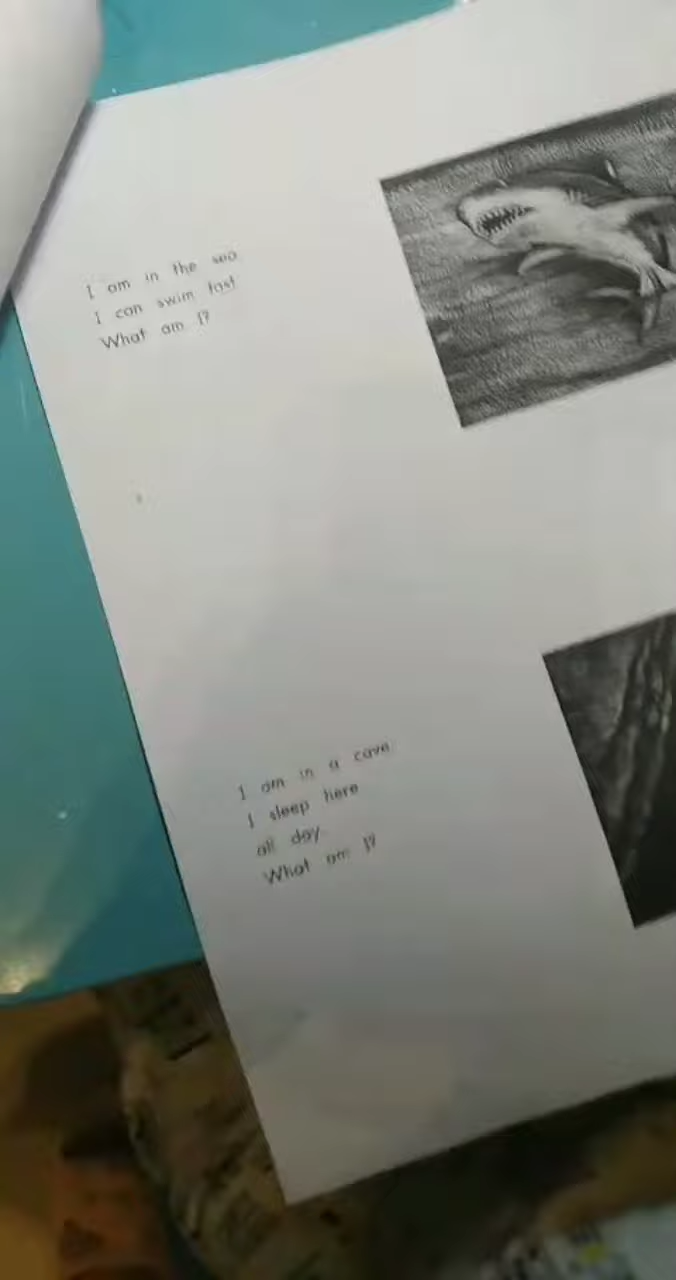 I am in the sea
I can swim fast
What am I?
I am in a cave.
I sleep here
all day.
What am I?